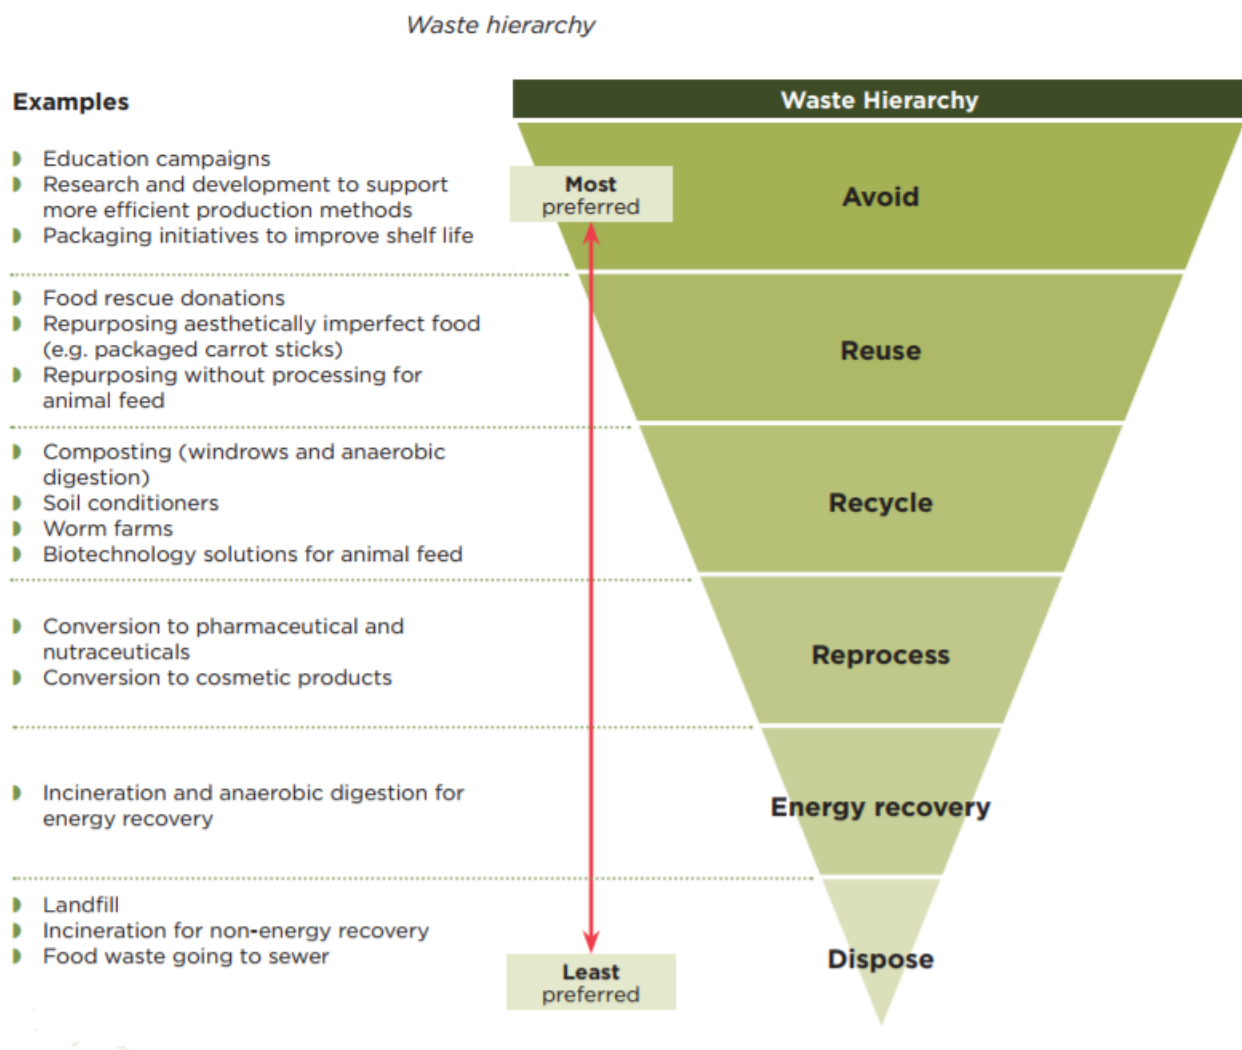 Waste hierarchy
Examples
Waste Hierarchy
Education campaigns
Research and development to support
more efficient production methods
Packaging initiatives to improve shelf life
Most
preferred
Avoid
Food rescue donations
Repurposing aesthetically imperfect food
(e.g. packaged carrot sticks)
Repurposing without processing for
animal feed
Reuse
Composting (windrows and anaerobic
digestion)
Soil conditioners
Worm farms
Biotechnology solutions for animal feed
Recycle
Conversion to pharmaceutical and
nutraceuticals
Conversion to cosmetic products
Reprocess
Incineration and anaerobic digestion for
energy recovery
Energy recovery
Landfill
Incineration for non-energy recovery
Food waste going to sewer
Least
preferred
Dispose